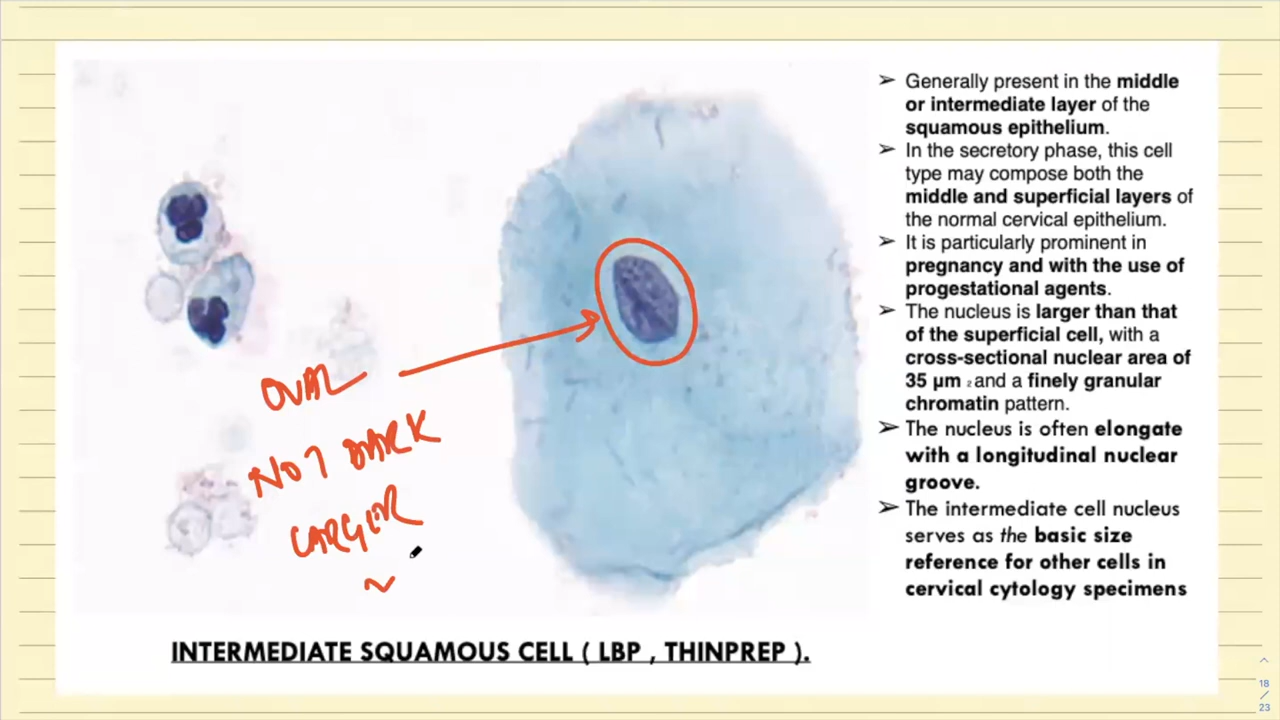 ➢ Generally present in the middle
or intermediate layer of the
squamous epithelium.
➢ In the secretory phase, this cell
type may compose both the
middle and superficial layers of
the normal cervical epithelium.
➢ It is particularly prominent in
pregnancy and with the use of
progestational agents.
➢ The nucleus is larger than that
of the superficial cell, with a
cross-sectional nuclear area of
35 µm 2 and a finely granular
chromatin pattern.
➢ The nucleus is often elongate
with a longitudinal nuclear
groove.
➢ The intermediate cell nucleus
serves as the basic size
reference for other cells in
cervical cytology specimens
OVAL
NOT DARK
LARGER
~
INTERMEDIATE SQUAMOUS CELL ( LBP , THINPREP ).
18
/
23